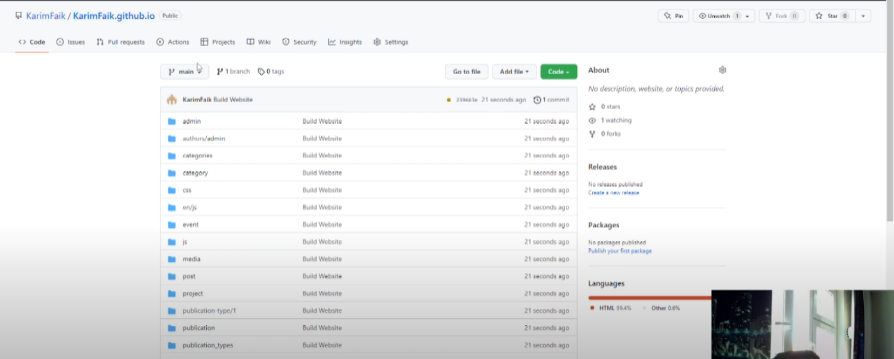 KarimFaik / KarimFaik.github.io Public
Pin Unwatch 1 Fork 0 Star 0
Code Issues Pull requests Actions Projects Wiki Security Insights Settings
main 1 branch 0 tags Go to file Add file Code
KarimFaik Build Website 21 seconds ago 1 commit
admin Build Website 21 seconds ago
authors/admin Build Website 21 seconds ago
categories Build Website 21 seconds ago
category Build Website 21 seconds ago
css Build Website 21 seconds ago
en/js Build Website 21 seconds ago
event Build Website 21 seconds ago
js Build Website 21 seconds ago
media Build Website 21 seconds ago
post Build Website 21 seconds ago
project Build Website 21 seconds ago
publication-type/1 Build Website 21 seconds ago
publication Build Website 21 seconds ago
publication_types Build Website 21 seconds ago
About
No description, website, or topics provided.
0 stars
1 watching
0 forks
Releases
No releases published
Create a new release
Packages
No packages published
Publish your first package
Languages
HTML 99.4% Other 0.6%